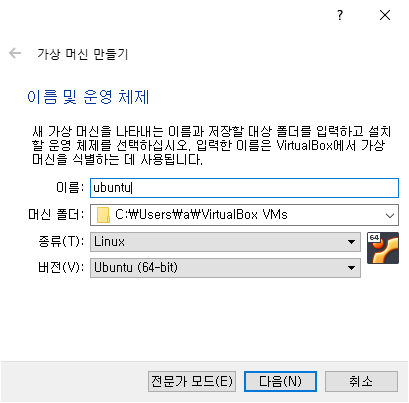 ?
가상 머신 만들기
이름 및 운영 체제
새 가상 머신을 나타내는 이름과 저장할 대상 폴더를 입력하고 설치
할 운영 체제를 선택하십시오. 입력한 이름은 VirtualBox에서 가상
머신을 식별하는 데 사용됩니다.
이름: ubuntu
머신 폴더: C:₩Users₩a₩VirtualBox VMs
종류(T): Linux
64
버전(V): Ubuntu (64-bit)
전문가 모드(E) 다음(N) 취소